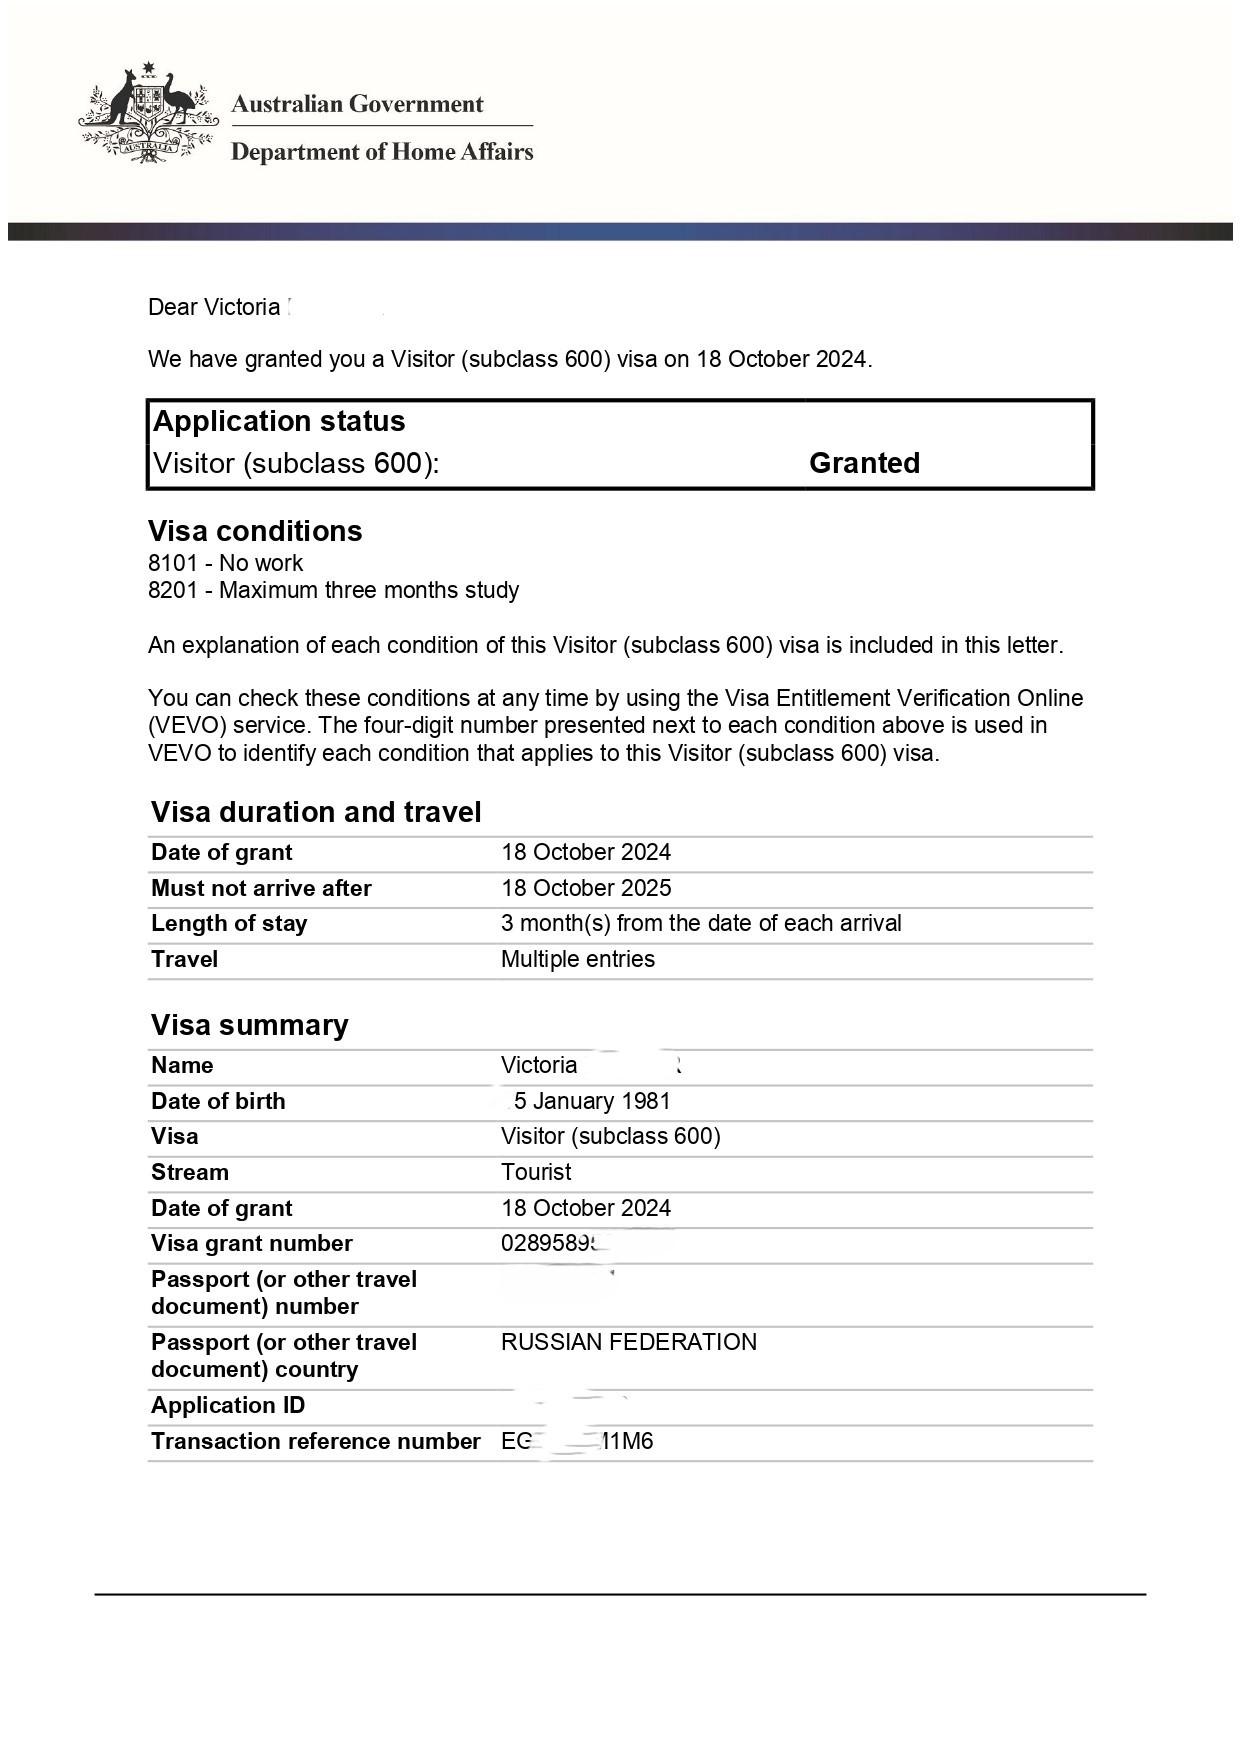 AUSTRALIA
Australian Government
Department of Home Affairs
Dear Victoria
We have granted you a Visitor (subclass 600) visa on 18 October 2024.
Application status
Visitor (subclass 600): Granted
Visa conditions
8101 - No work
8201 - Maximum three months study
An explanation of each condition of this Visitor (subclass 600) visa is included in this letter.
You can check these conditions at any time by using the Visa Entitlement Verification Online
(VEVO) service. The four-digit number presented next to each condition above is used in
VEVO to identify each condition that applies to this Visitor (subclass 600) visa.
Visa duration and travel
Date of grant 18 October 2024
Must not arrive after 18 October 2025
Length of stay 3 month(s) from the date of each arrival
Travel Multiple entries
Visa summary
Name Victoria
Date of birth 5 January 1981
Visa Visitor (subclass 600)
Stream Tourist
Date of grant 18 October 2024
Visa grant number 0289589
Passport (or other travel
document) number
Passport (or other travel RUSSIAN FEDERATION
document) country
Application ID
Transaction reference number EG M1M6